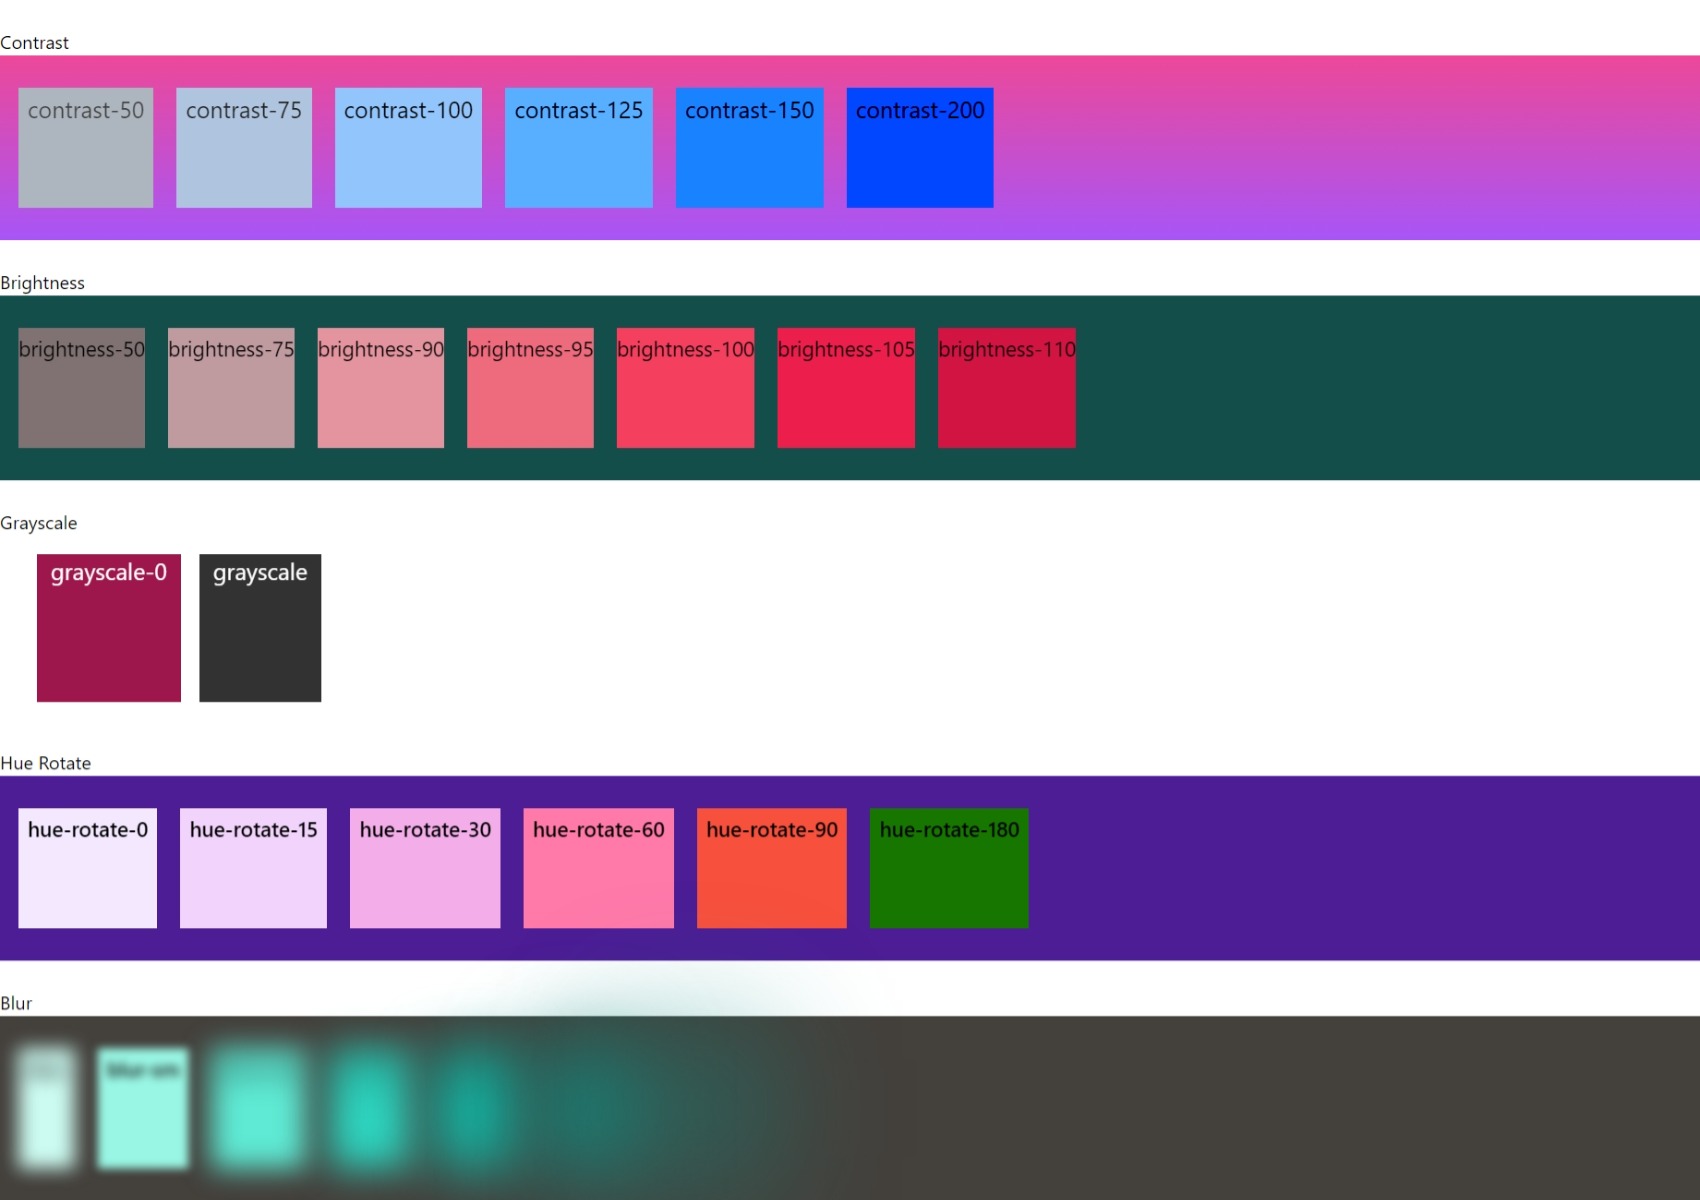 Contrast
contrast-50 contrast-75 contrast-100 contrast-125 contrast-150 contrast-200
Brightness
brightness-50 brightness-75 brightness-90 brightness-95 brightness-100 brightness-105 brightness-110
Grayscale
grayscale-0 grayscale
Hue Rotate
hue-rotate-0 hue-rotate-15 hue-rotate-30 hue-rotate-60 hue-rotate-90 hue-rotate-180
Blur
blur-sm